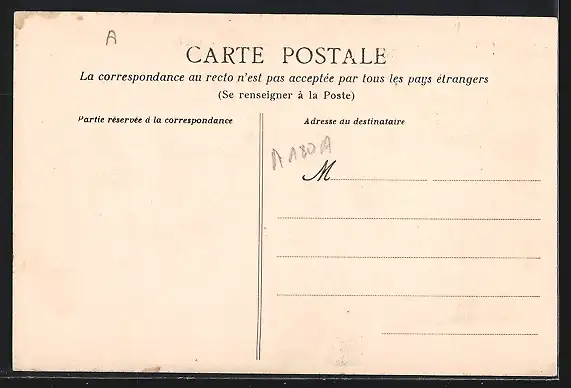 A
CARTE POSTALE
La correspondance au recto n'est pas acceptée par tous les pays étrangers
(Se renseigner à la Poste)
Partie réservée à la correspondance
Adresse du destinataire
M